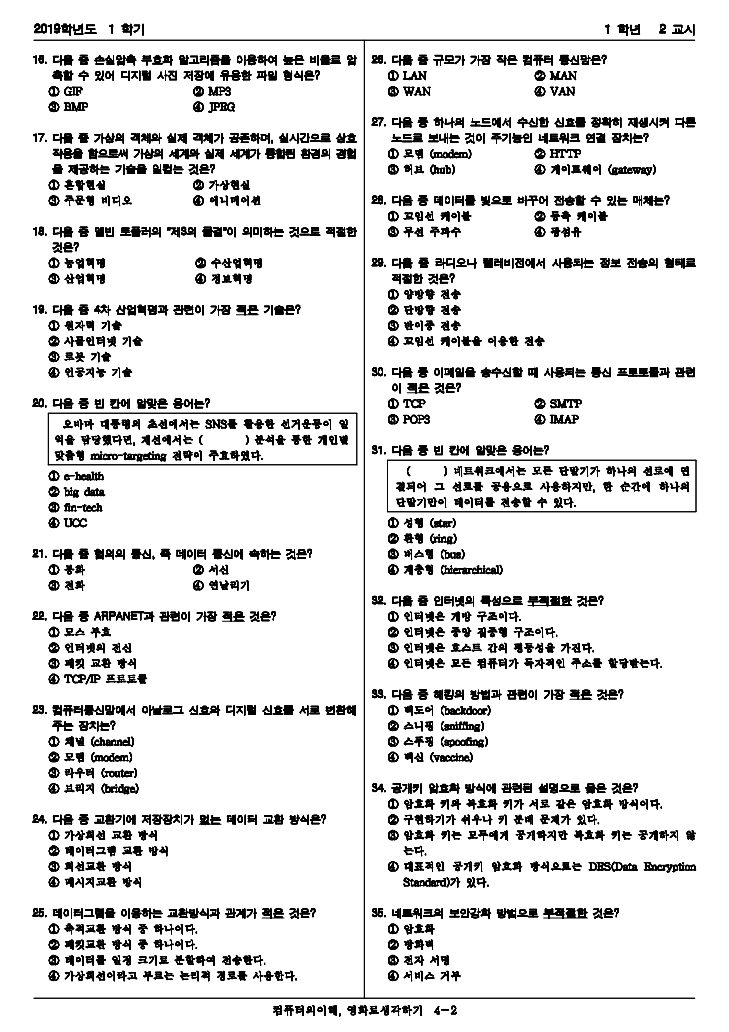 2019학년도 1 학기
1 학년 2 교시
16. 다음 중 손실압축 부호화 알고리즘을 이용하여 높은 비율로 압
축할 수 있어 디지털 사진 저장에 유용한 파일 형식은?
① GIF ② MP3
③ BMP ④ JPEG
17. 다음 중 가상의 객체와 실제 객체가 공존하며, 실시간으로 상호
작용을 함으로써 가상의 세계와 실제 세계가 통합된 환경의 경험
을 제공하는 기술을 일컫는 것은?
① 혼합현실 ② 가상현실
③ 주문형 비디오 ④ 애니메이션
18. 다음 중 앨빈 토플러의 "제3의 물결"이 의미하는 것으로 적절한
것은?
① 농업혁명 ② 수산업혁명
③ 산업혁명 ④ 정보혁명
19. 다음 중 4차 산업혁명과 관련이 가장 적은 기술은?
① 원자력 기술
② 사물인터넷 기술
③ 로봇 기술
④ 인공지능 기술
20. 다음 중 빈 칸에 알맞은 용어는?
오바마 대통령의 초선에서는 SNS를 활용한 선거운동이 일
익을 담당했다면, 재선에서는 ( ) 분석을 통한 개인별
맞춤형 micro-targeting 전략이 주효하였다.
① e-health
② big data
③ fin-tech
④ UCC
21. 다음 중 협의의 통신, 즉 데이터 통신에 속하는 것은?
① 봉화 ② 서신
③ 전화 ④ 연날리기
22. 다음 중 ARPANET과 관련이 가장 적은 것은?
① 모스 부호
② 인터넷의 전신
③ 패킷 교환 방식
④ TCP/IP 프로토콜
23. 컴퓨터통신망에서 아날로그 신호와 디지털 신호를 서로 변환해
주는 장치는?
① 채널 (channel)
② 모뎀 (modem)
③ 라우터 (router)
④ 브리지 (bridge)
24. 다음 중 교환기에 저장장치가 없는 데이터 교환 방식은?
① 가상회선 교환 방식
② 데이터그램 교환 방식
③ 회선교환 방식
④ 메시지교환 방식
25. 데이터그램을 이용하는 교환방식과 관계가 적은 것은?
① 축적교환 방식 중 하나이다.
② 패킷교환 방식 중 하나이다.
③ 데이터를 일정 크기로 분할하여 전송한다.
④ 가상회선이라고 부르는 논리적 경로를 사용한다.
26. 다음 중 규모가 가장 작은 컴퓨터 통신망은?
① LAN ② MAN
③ WAN ④ VAN
27. 다음 중 하나의 노드에서 수신한 신호를 정확히 재생시켜 다른
노드로 보내는 것이 주기능인 네트워크 연결 장치는?
① 모뎀 (modem) ② HTTP
③ 허브 (hub) ④ 게이트웨이 (gateway)
28. 다음 중 데이터를 빛으로 바꾸어 전송할 수 있는 매체는?
① 꼬임선 케이블 ② 동축 케이블
③ 무선 주파수 ④ 광섬유
29. 다음 중 라디오나 텔레비전에서 사용되는 정보 전송의 형태로
적절한 것은?
① 양방향 전송
② 단방향 전송
③ 반이중 전송
④ 꼬임선 케이블을 이용한 전송
30. 다음 중 이메일을 송수신할 때 사용되는 통신 프로토콜과 관련
이 적은 것은?
① TCP ② SMTP
③ POP3 ④ IMAP
31. 다음 중 빈 칸에 알맞은 용어는?
( ) 네트워크에서는 모든 단말기가 하나의 선로에 연
결되어 그 선로를 공용으로 사용하지만, 한 순간에 하나의
단말기만이 데이터를 전송할 수 있다.
① 성형 (star)
② 환형 (ring)
③ 버스형 (bus)
④ 계층형 (hierarchical)
32. 다음 중 인터넷의 특성으로 부적절한 것은?
① 인터넷은 개방 구조이다.
② 인터넷은 중앙 집중형 구조이다.
③ 인터넷은 호스트 간의 평등성을 가진다.
④ 인터넷은 모든 컴퓨터가 독자적인 주소를 할당받는다.
33. 다음 중 해킹의 방법과 관련이 가장 적은 것은?
① 백도어 (backdoor)
② 스니핑 (sniffing)
③ 스푸핑 (spoofing)
④ 백신 (vaccine)
34. 공개키 암호화 방식에 관련된 설명으로 옳은 것은?
① 암호화 키와 복호화 키가 서로 같은 암호화 방식이다.
② 구현하기가 쉬우나 키 분배 문제가 있다.
③ 암호화 키는 모두에게 공개하지만 복호화 키는 공개하지 않
는다.
④ 대표적인 공개키 암호화 방식으로는 DES(Data Encryption
Standard)가 있다.
35. 네트워크의 보안강화 방법으로 부적절한 것은?
① 암호화
② 방화벽
③ 전자 서명
④ 서비스 거부
컴퓨터의이해, 영화로생각하기 4-2